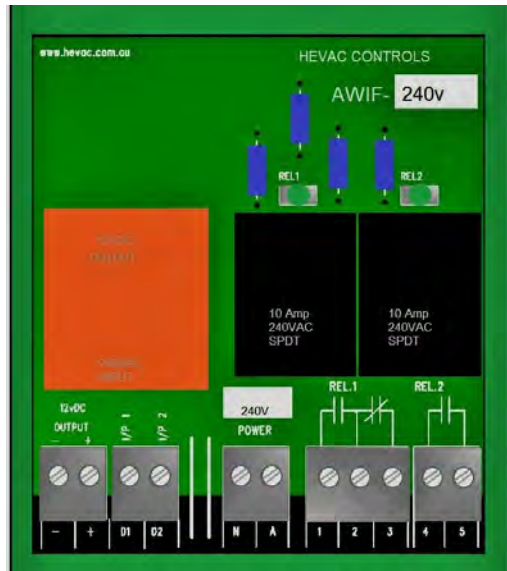 www.hevac.com.au
HEVAC CONTROLS
AWIF- 240v
REL1
REL2
10 Amp
240VAC
SPDT
10 Amp
240VAC
SPDT
12vDC
OUTPUT
- +
I/P 1
I/P 2
240V
POWER
REL.1
REL.2
- + D1 D2 N A 1 2 3 4 5